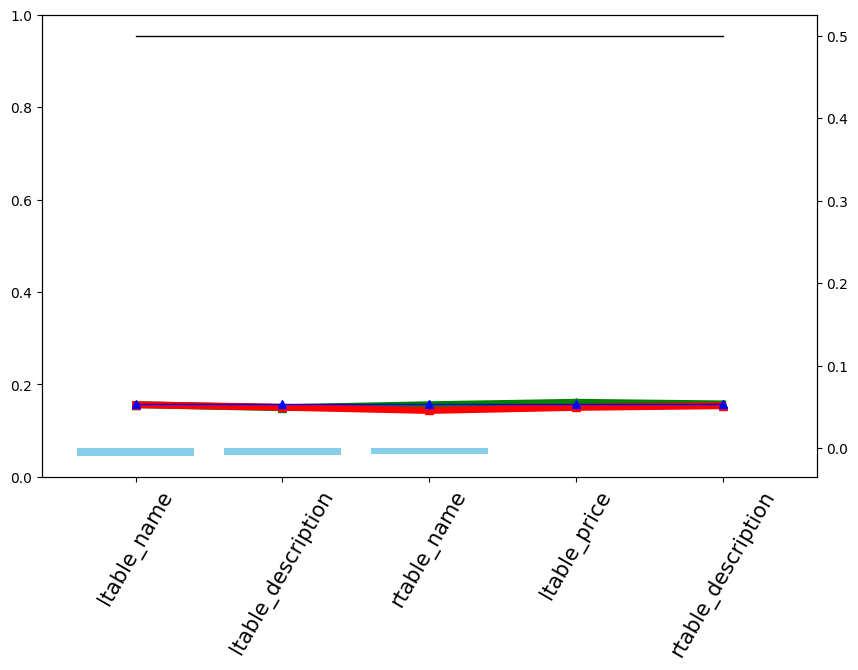 1.0
0.8
0.6
0.4
0.2
0.0
0.5
0.4
0.3
0.2
0.1
0.0
ltable_name
ltable_description
rtable_name
ltable_price
rtable_description